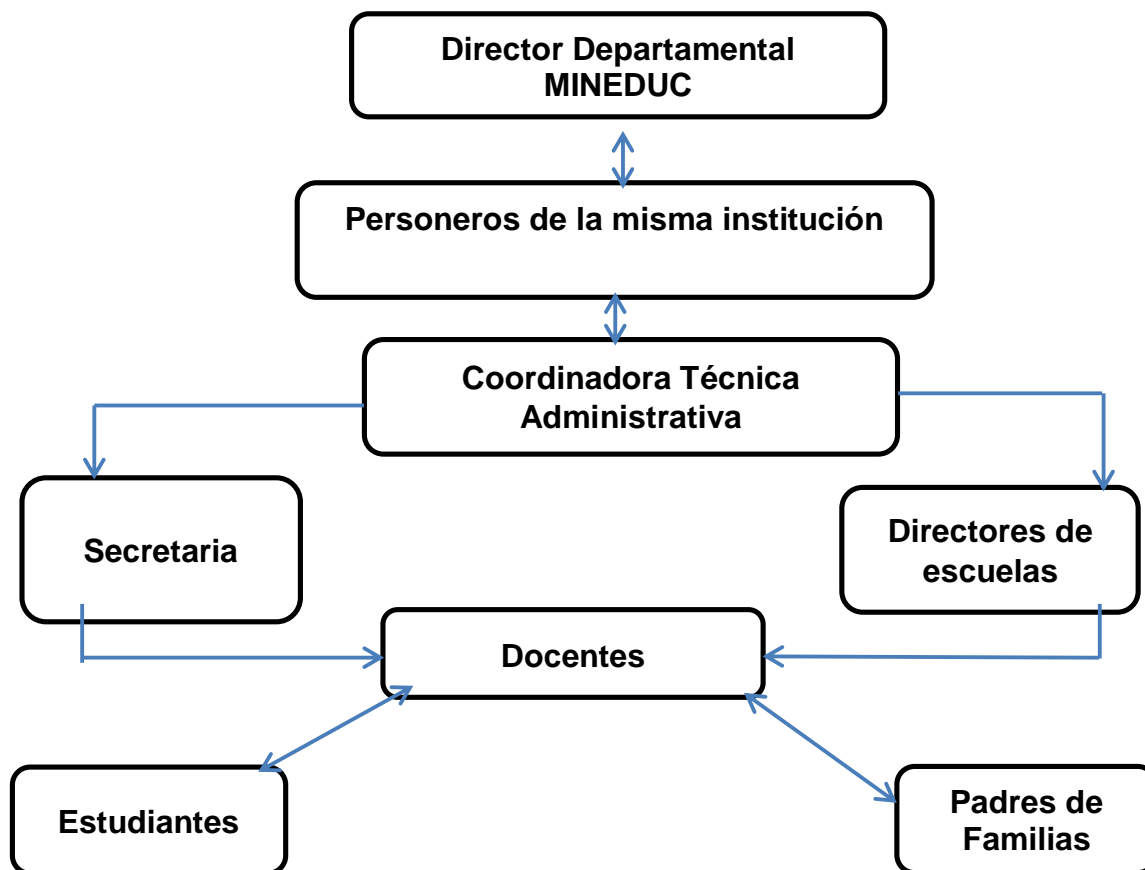 Director Departamental
MINEDUC
Personeros de la misma institución
Coordinadora Técnica
Administrativa
Secretaria
Directores de
escuelas
Docentes
Estudiantes
Padres de
Familias